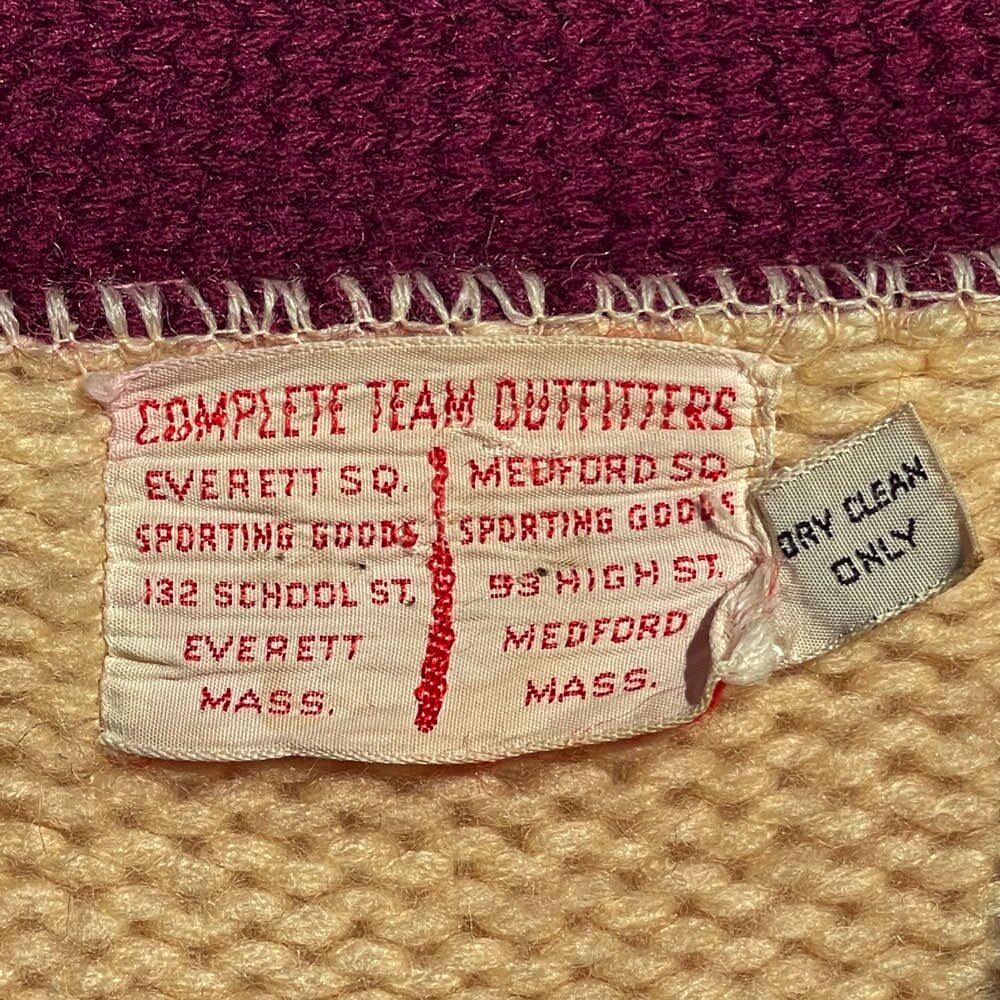 COMPLETE TEAM OUTFITTERS
EVERETT SQ.
SPORTING GOODS
132 SCHOOL ST.
EVERETT
MASS.
MEDFORD SQ
SPORTING GOODS
93 HIGH ST.
MEDFORD
MASS.
DRY CLEAN
ONLY